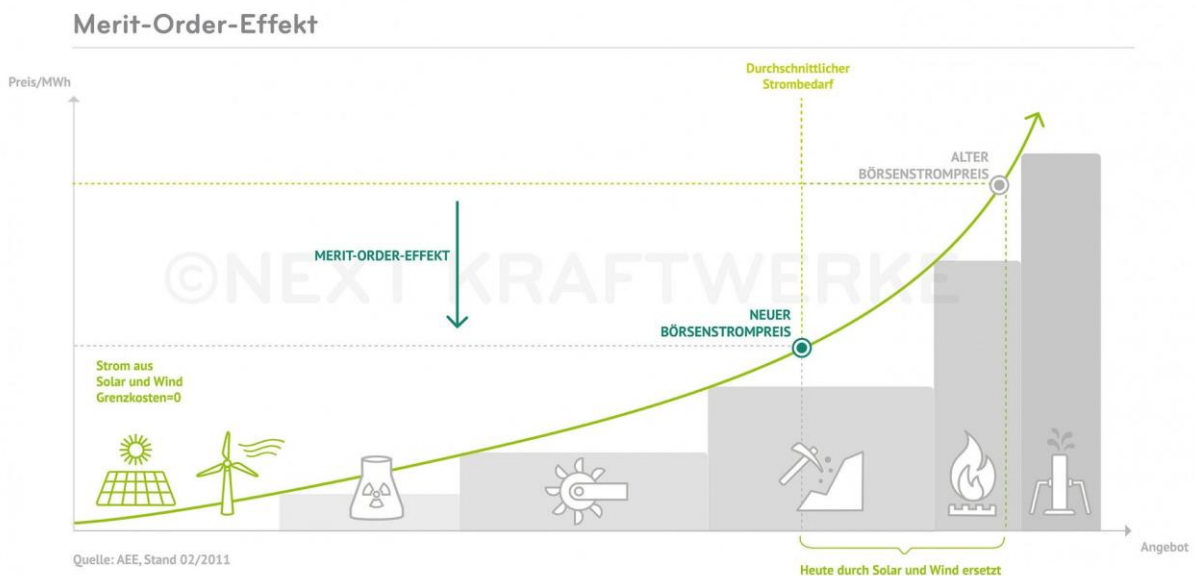 Merit-Order-Effekt
Preis/MWh
Durchschnittlicher
Strombedarf
ALTER
BÖRSENSTROMPREIS
MERIT-ORDER-EFFEKT
©NEXT KRAFTWERKE
NEUER
BÖRSENSTROMPREIS
Strom aus
Solar und Wind
Grenzkosten=0
Angebot
Quelle: AEE, Stand 02/2011
Heute durch Solar und Wind ersetzt